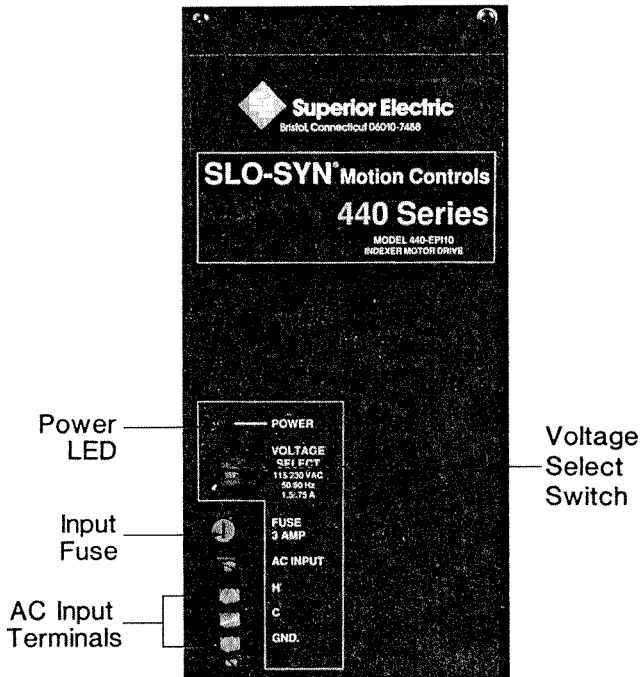 Superior Electric
Bristol, Connecticut 06010-7488
SLO-SYN® Motion Controls
440 Series
MODEL 440-EPI10
INDEXER MOTOR DRIVE
Power
LED
POWER
VOLTAGE
SELECT
115/230 VAC
50/60 Hz
1.5/.75 A
Voltage
Select
Switch
Input
Fuse
FUSE
3 AMP
AC INPUT
AC Input
Terminals
H
C
GND.